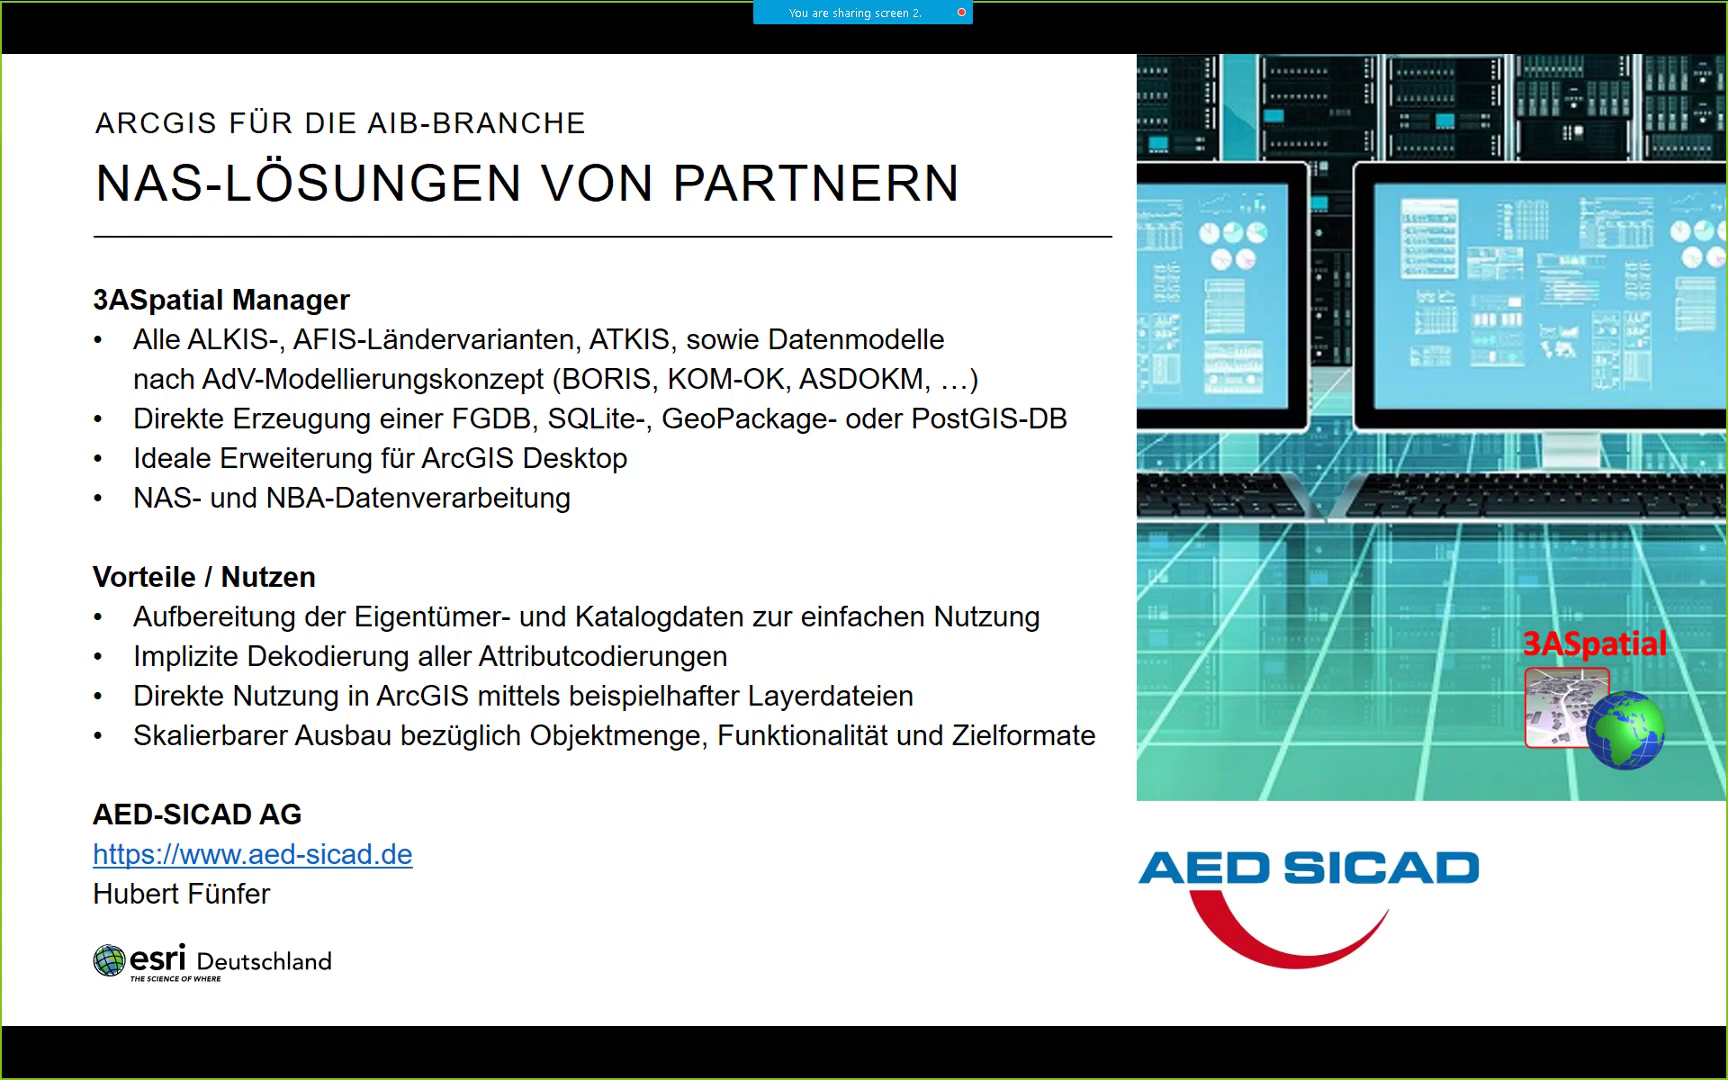 You are sharing screen 2.
ARCGIS FÜR DIE AIB-BRANCHE
NAS-LÖSUNGEN VON PARTNERN
3ASpatial Manager
• Alle ALKIS-, AFIS-Ländervarianten, ATKIS, sowie Datenmodelle
nach AdV-Modellierungskonzept (BORIS, KOM-OK, ASDOKM, …)
• Direkte Erzeugung einer FGDB, SQLite-, GeoPackage- oder PostGIS-DB
• Ideale Erweiterung für ArcGIS Desktop
• NAS- und NBA-Datenverarbeitung
Vorteile / Nutzen
• Aufbereitung der Eigentümer- und Katalogdaten zur einfachen Nutzung
• Implizite Dekodierung aller Attributcodierungen
• Direkte Nutzung in ArcGIS mittels beispielhafter Layerdateien
• Skalierbarer Ausbau bezüglich Objektmenge, Funktionalität und Zielformate
AED-SICAD AG
https://www.aed-sicad.de
Hubert Fünfer
esri Deutschland
THE SCIENCE OF WHERE
3ASpatial
AED SICAD